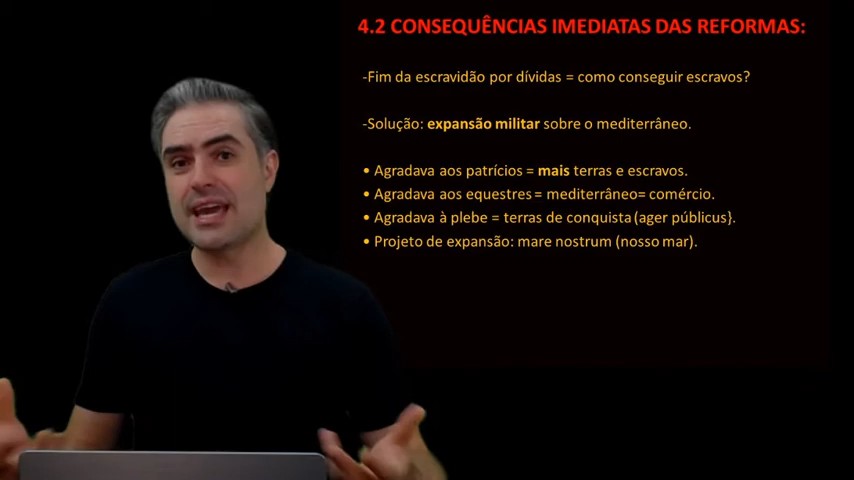 4.2 CONSEQUÊNCIAS IMEDIATAS DAS REFORMAS:
-Fim da escravidão por dívidas = como conseguir escravos?
-Solução: expansão militar sobre o mediterrâneo.
• Agradava aos patrícios = mais terras e escravos.
• Agradava aos equestres = mediterrâneo= comércio.
• Agradava à plebe = terras de conquista (ager públicus}.
• Projeto de expansão: mare nostrum (nosso mar).